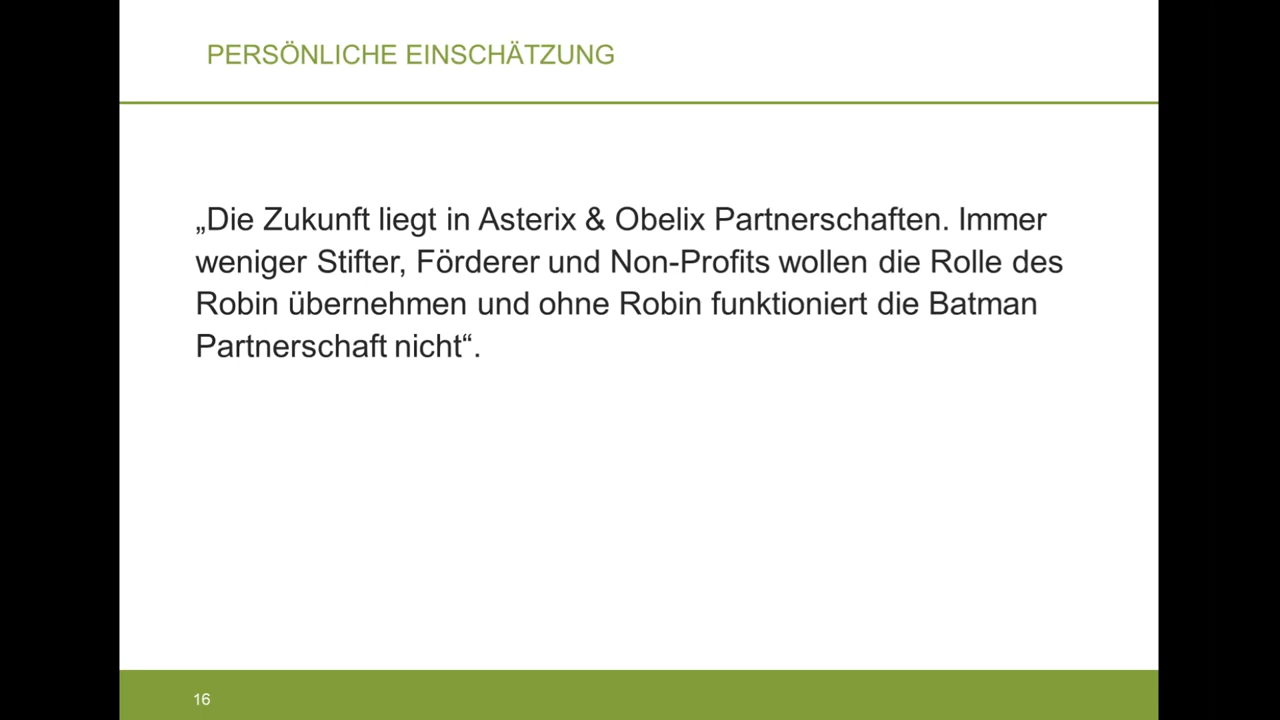 PERSÖNLICHE EINSCHÄTZUNG
„Die Zukunft liegt in Asterix & Obelix Partnerschaften. Immer
weniger Stifter, Förderer und Non-Profits wollen die Rolle des
Robin übernehmen und ohne Robin funktioniert die Batman
Partnerschaft nicht“.
16